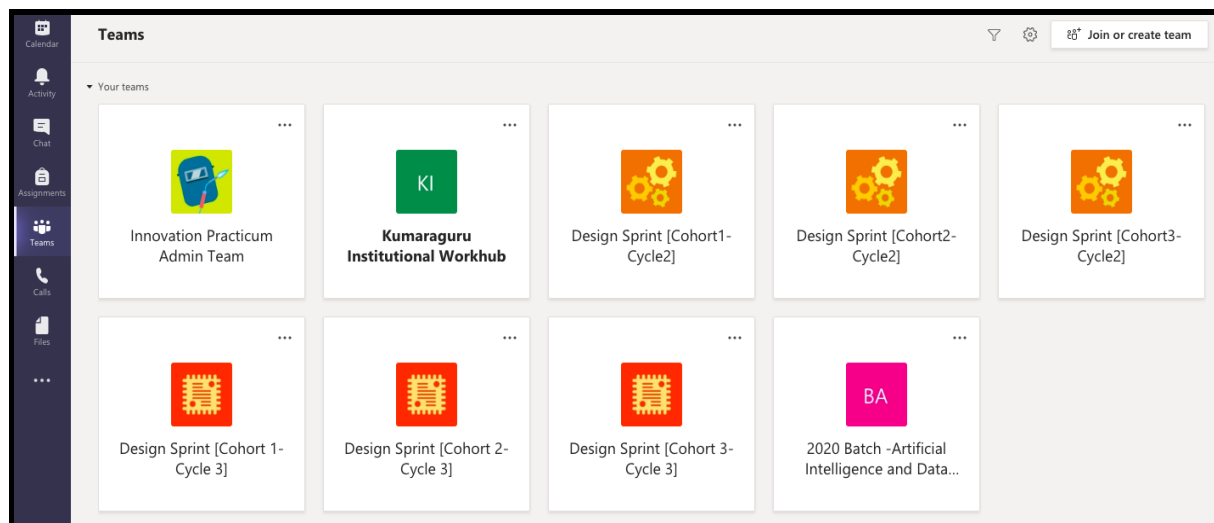 Calendar
Activity
Chat
Assignments
Teams
Calls
Files
Teams
Join or create team
Your teams
Innovation Practicum
Admin Team
KI
Kumaraguru
Institutional Workhub
Design Sprint [Cohort1-
Cycle2]
Design Sprint [Cohort2-
Cycle2]
Design Sprint [Cohort3-
Cycle2]
Design Sprint [Cohort 1-
Cycle 3]
Design Sprint [Cohort 2-
Cycle 3]
Design Sprint [Cohort 3-
Cycle 3]
BA
2020 Batch -Artificial
Intelligence and Data...